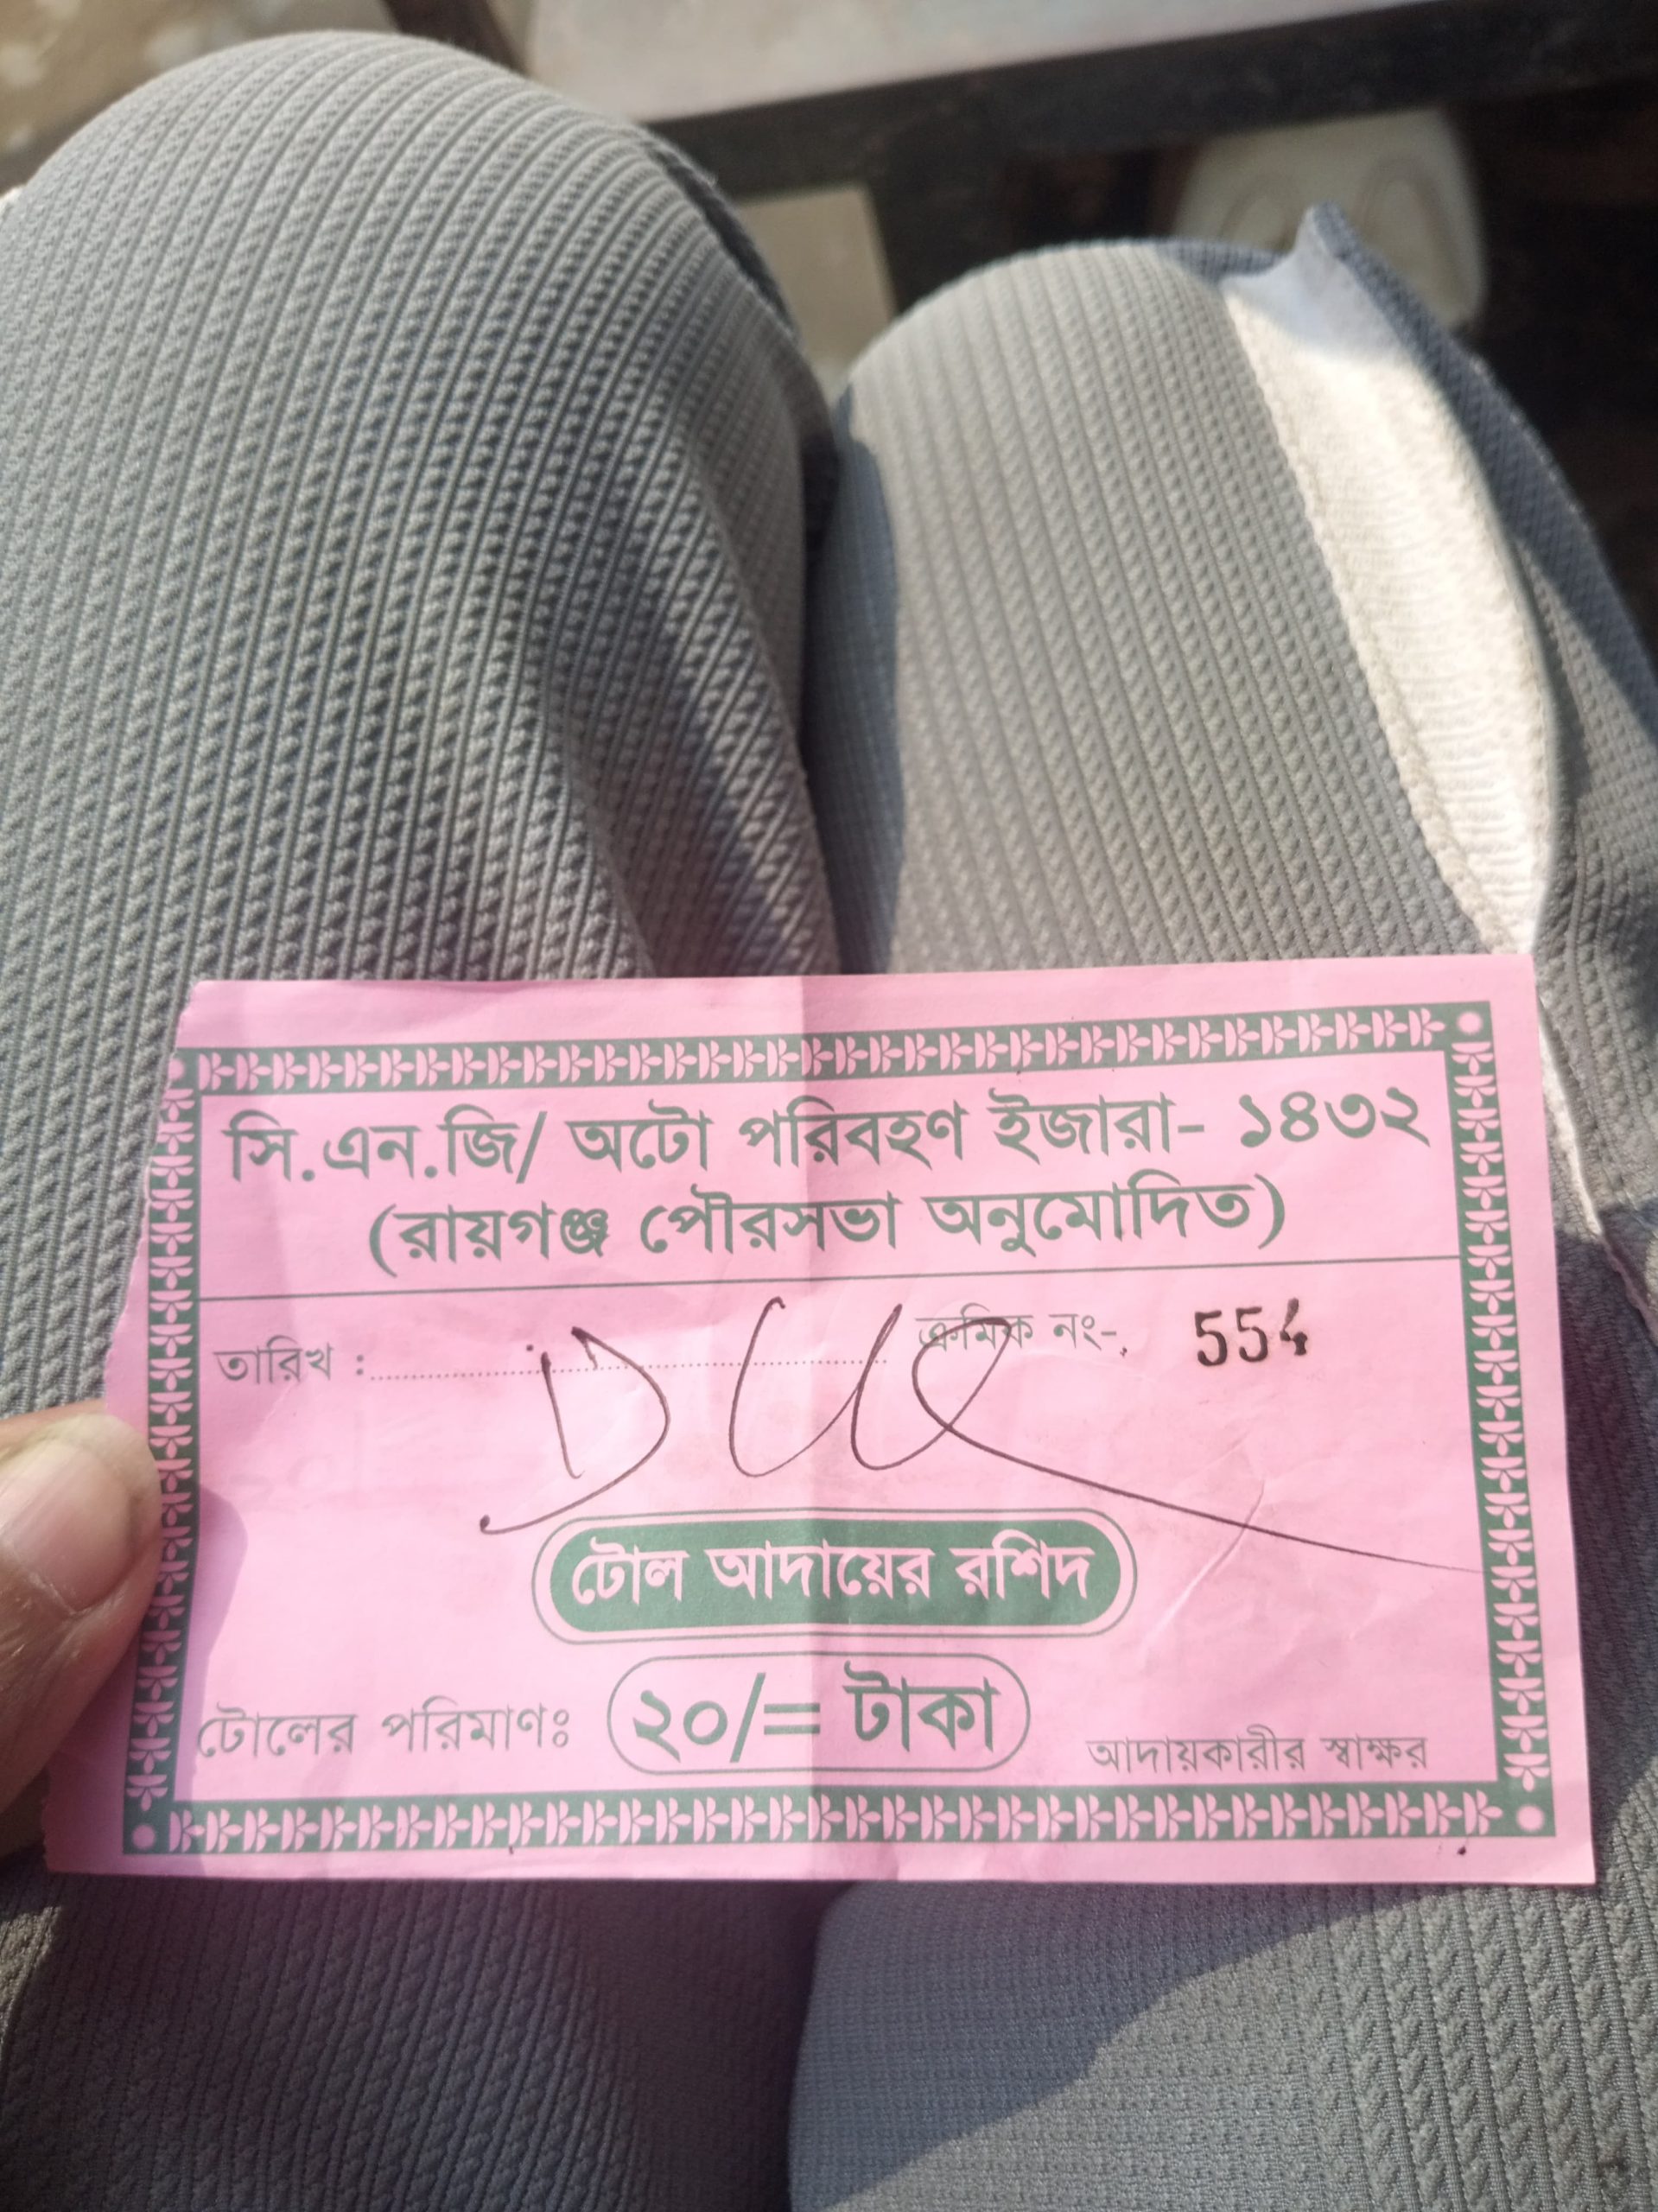 সি.এন.জি/ অটো পরিবহণ ইজারা- ১৪৩২
(রায়গঞ্জ পৌরসভা অনুমোদিত)
তারিখ : ক্রমিক নং-. 554
টোল আদায়ের রশিদ
টোলের পরিমাণঃ ২০/= টাকা
আদায়কারীর স্বাক্ষর